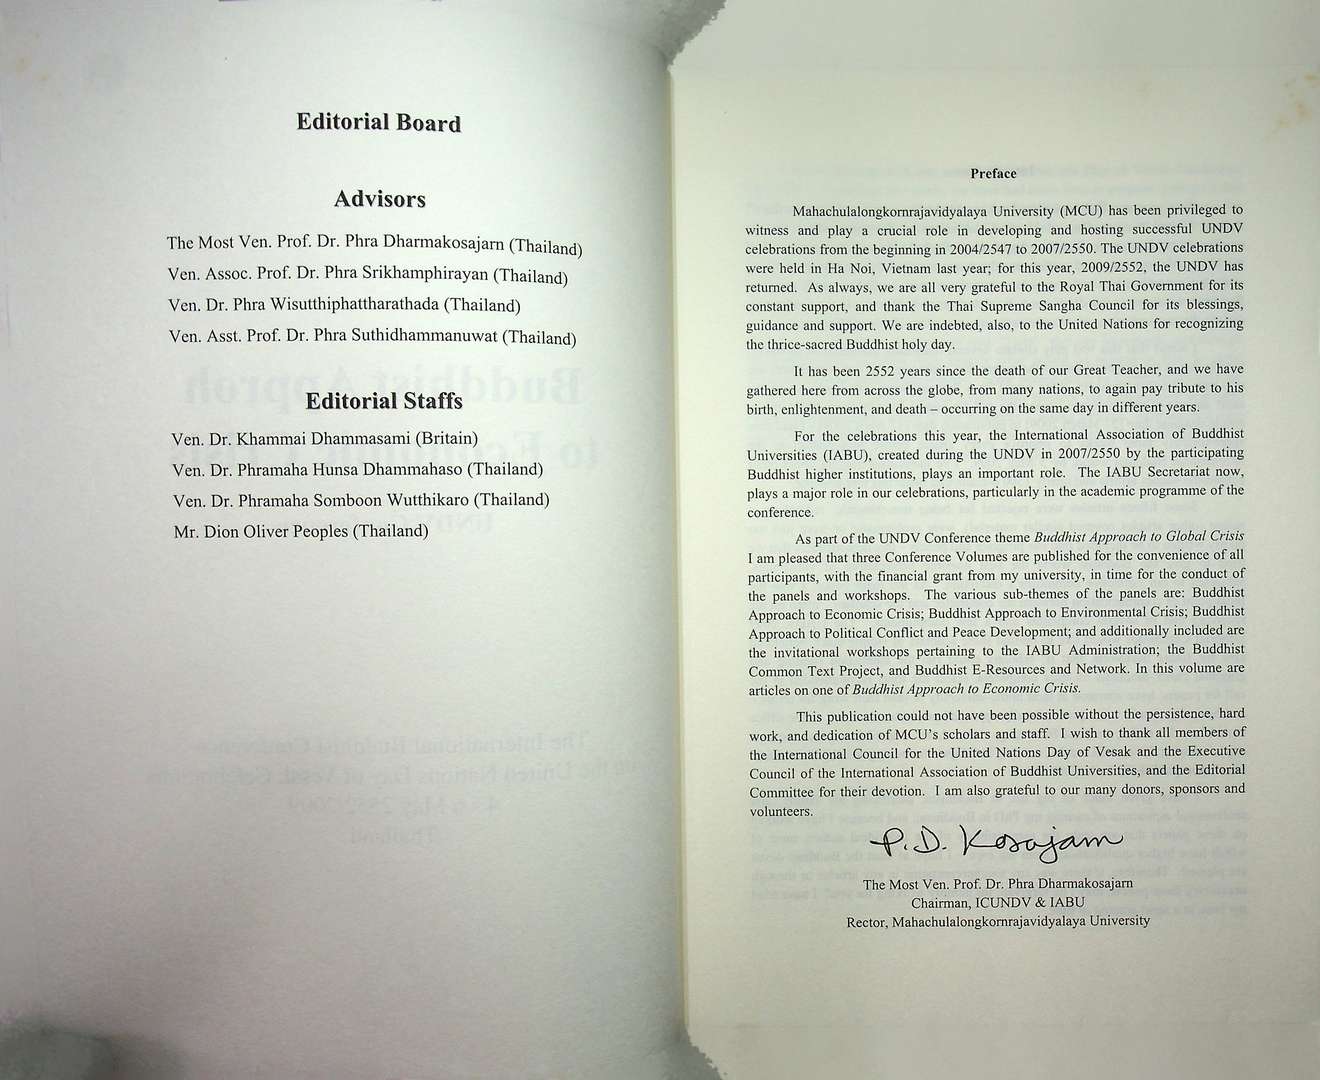 Editorial Board
Advisors
The Most Ven. Prof. Dr. Phra Dharmakosajarn (Thailand)
Ven. Assoc. Prof. Dr. Phra Srikhamphirayan (Thailand)
Ven. Dr. Phra Wisutthiphattharathada (Thailand)
Ven. Asst. Prof. Dr. Phra Suthidhammanuwat (Thailand)
Editorial Staffs
Ven. Dr. Khammai Dhammasami (Britain)
Ven. Dr. Phramaha Hunsa Dhammahaso (Thailand)
Ven. Dr. Phramaha Somboon Wutthikaro (Thailand)
Mr. Dion Oliver Peoples (Thailand)
Preface
Mahachulalongkornrajavidyalaya University (MCU) has been privileged to
witness and play a crucial role in developing and hosting successful UNDV
celebrations from the beginning in 2004/2547 to 2007/2550. The UNDV celebrations
were held in Ha Noi, Vietnam last year; for this year, 2009/2552, the UNDV has
returned. As always, we are all very grateful to the Royal Thai Government for its
constant support, and thank the Thai Supreme Sangha Council for its blessings,
guidance and support. We are indebted, also, to the United Nations for recognizing
the thrice-sacred Buddhist holy day.
It has been 2552 years since the death of our Great Teacher, and we have
gathered here from across the globe, from many nations, to again pay tribute to his
birth, enlightenment, and death – occurring on the same day in different years.
For the celebrations this year, the International Association of Buddhist
Universities (IABU), created during the UNDV in 2007/2550 by the participating
Buddhist higher institutions, plays an important role. The IABU Secretariat now,
plays a major role in our celebrations, particularly in the academic programme of the
conference.
As part of the UNDV Conference theme Buddhist Approach to Global Crisis
I am pleased that three Conference Volumes are published for the convenience of all
participants, with the financial grant from my university, in time for the conduct of
the panels and workshops. The various sub-themes of the panels are: Buddhist
Approach to Economic Crisis; Buddhist Approach to Environmental Crisis; Buddhist
Approach to Political Conflict and Peace Development; and additionally included are
the invitational workshops pertaining to the IABU Administration; the Buddhist
Common Text Project, and Buddhist E-Resources and Network. In this volume are
articles on one of Buddhist Approach to Economic Crisis.
This publication could not have been possible without the persistence, hard
work, and dedication of MCU's scholars and staff. I wish to thank all members of
the International Council for the United Nations Day of Vesak and the Executive
Council of the International Association of Buddhist Universities, and the Editorial
Committee for their devotion. I am also grateful to our many donors, sponsors and
volunteers.
P.D. Kosajarn
The Most Ven. Prof. Dr. Phra Dharmakosajarn
Chairman, ICUNDV & IABU
Rector, Mahachulalongkornrajavidyalaya University